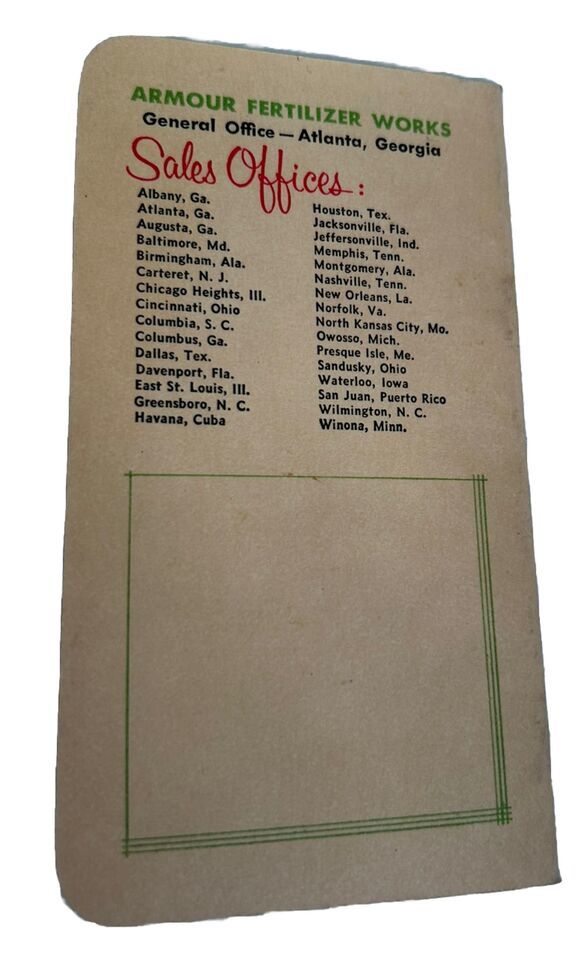 ARMOUR FERTILIZER WORKS
General Office — Atlanta, Georgia
Sales Offices:
Albany, Ga.
Atlanta, Ga.
Augusta, Ga.
Baltimore, Md.
Birmingham, Ala.
Carteret, N. J.
Chicago Heights, Ill.
Cincinnati, Ohio
Columbia, S. C.
Columbus, Ga.
Dallas, Tex.
Davenport, Fla.
East St. Louis, Ill.
Greensboro, N. C.
Havana, Cuba
Houston, Tex.
Jacksonville, Fla.
Jeffersonville, Ind.
Memphis, Tenn.
Montgomery, Ala.
Nashville, Tenn.
New Orleans, La.
Norfolk, Va.
North Kansas City, Mo.
Owosso, Mich.
Presque Isle, Me.
Sandusky, Ohio
Waterloo, Iowa
San Juan, Puerto Rico
Wilmington, N. C.
Winona, Minn.